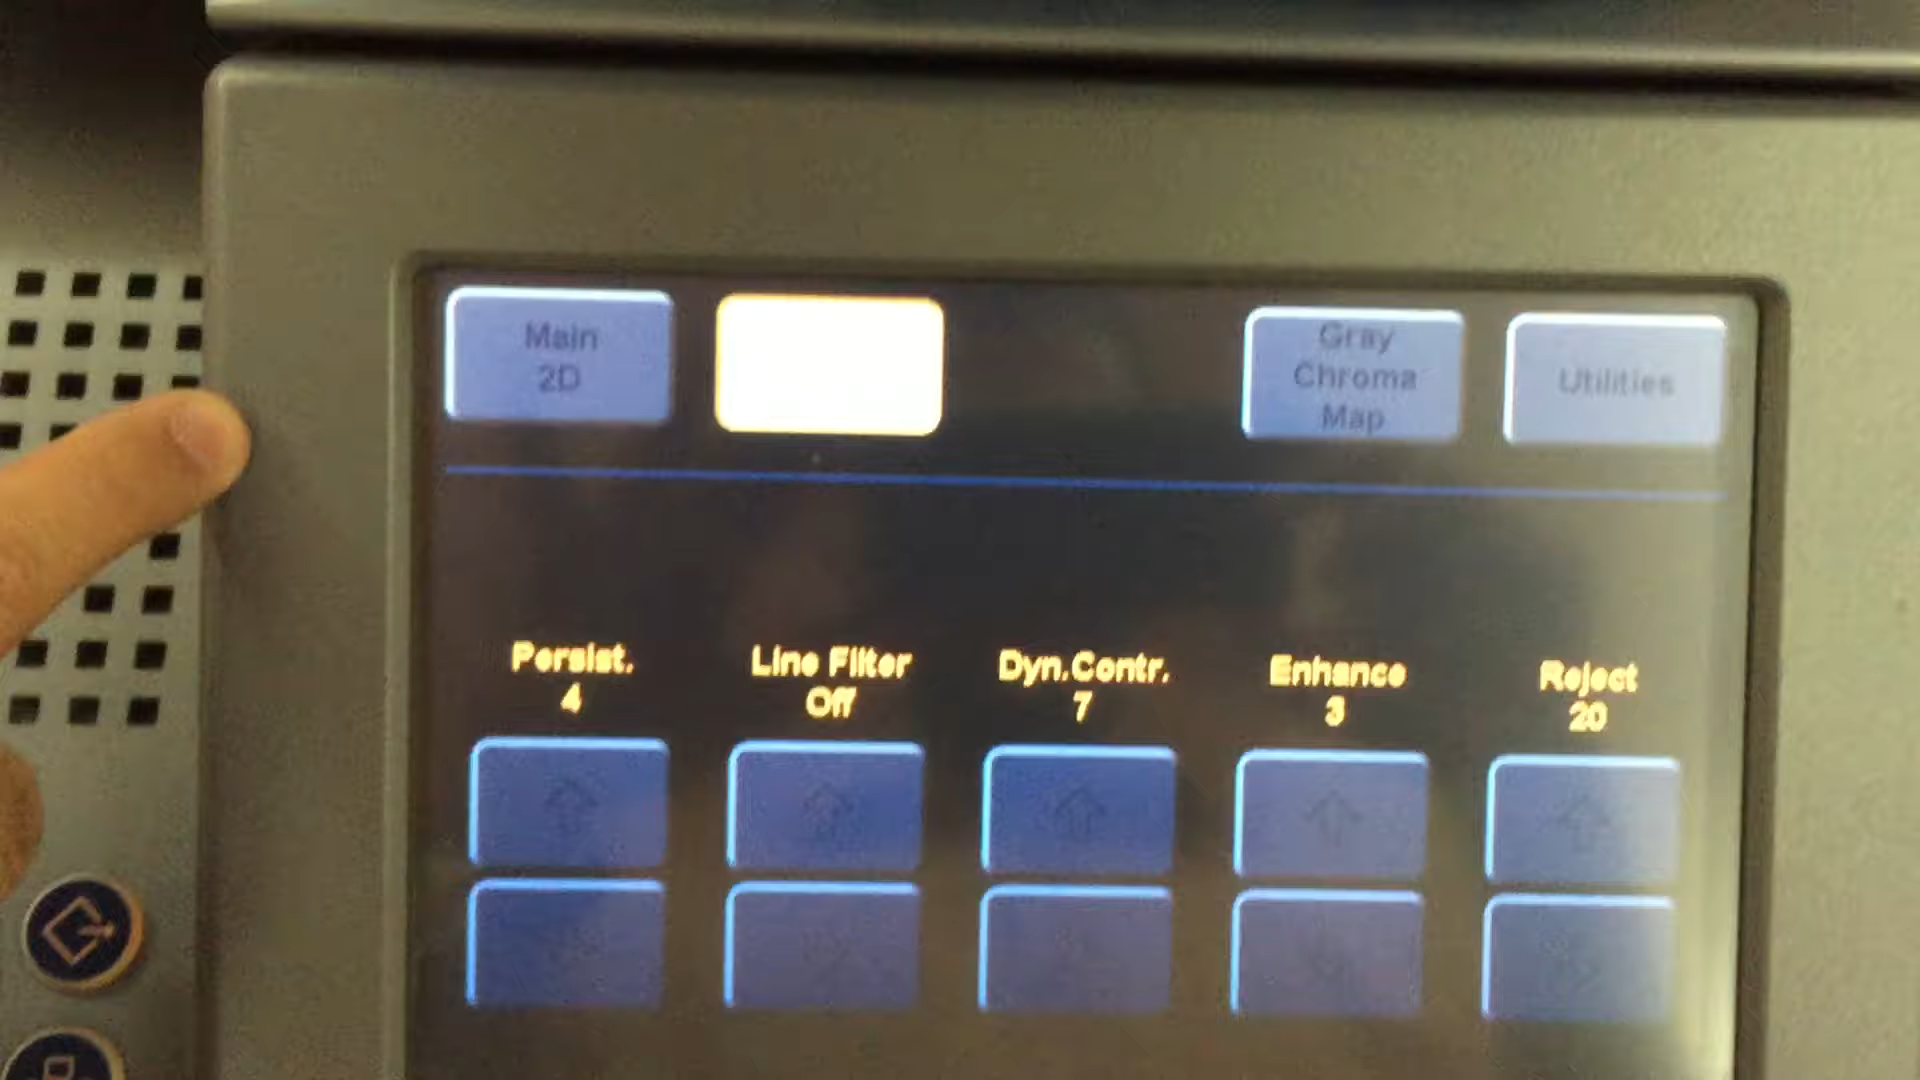 Main
2D
Gray
Chroma
Map
Utilities
Persist.
4
Line Filter
Off
Dyn.Contr.
7
Enhance
3
Reject
20